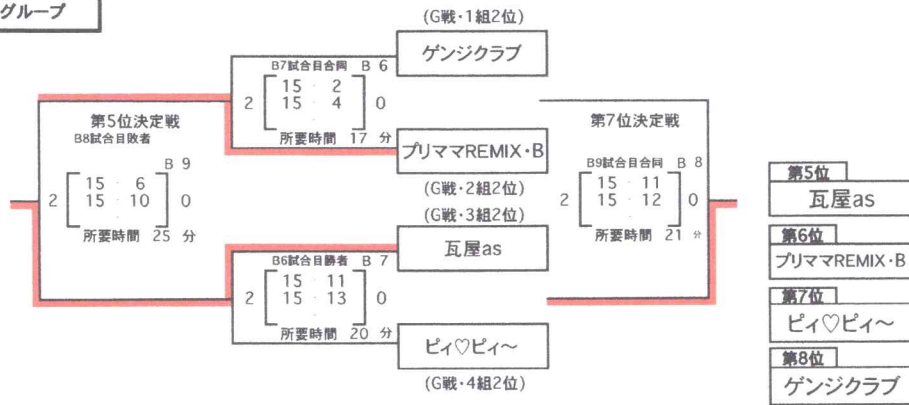 グループ
(G戦・1組2位)
ゲンジクラブ
B7試合目合同 B 6
2 15 2 0
15 4
所要時間 17 分
プリママREMIX・B
(G戦・2組2位)
第5位決定戦
B8試合目敗者
B 9
2 15 6 0
15 10
所要時間 25 分
(G戦・3組2位)
瓦屋as
B6試合目勝者 B 7
2 15 11 0
15 13
所要時間 20 分
ピィ♡ピィ～
(G戦・4組2位)
第7位決定戦
B9試合目合同 B 8
2 15 11 0
15 12
所要時間 21 分
第5位
瓦屋as
第6位
プリママREMIX・B
第7位
ピィ♡ピィ～
第8位
ゲンジクラブ